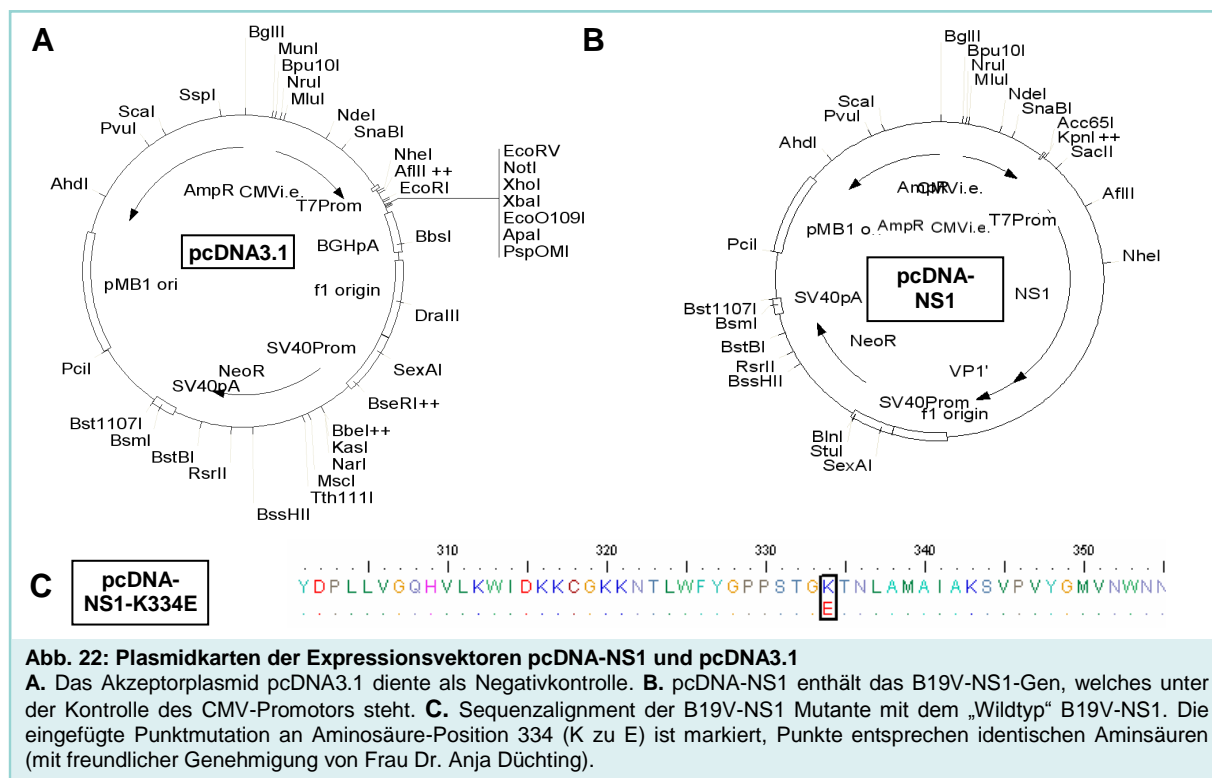 A
BglII
MunI
Bpu10I
NruI
MluI
SspI
ScaI
PvuI
NdeI
SnaBI
NheI
AflII ++
EcoRI
EcoRV
NotI
XhoI
XbaI
EcoO109I
ApaI
PspOMI
AhdI
AmpR
CMVi.e.
T7Prom
pcDNA3.1
BGHpA
BbsI
pMB1 ori
f1 origin
DraIII
SV40Prom
SexAI
NeoR
PciI
SV40pA
BseRI++
Bst1107I
BsmI
BstBI
RsrII
BbeI++
KasI
NarI
MscI
Tth111I
BssHII
B
BglII
Bpu10I
NruI
MluI
NdeI
SnaBI
Acc65I
KpnI ++
SacII
ScaI
PvuI
AhdI
AflII
AmpR
CMVi.e.
T7Prom
pMB1 o..
AmpR
CMVi.e.
PciI
NheI
pcDNA-
NS1
NS1
SV40pA
Bst1107I
BsmI
NeoR
BstBI
RsrII
BssHII
VP1'
SV40Prom
f1 origin
BlnI
StuI
SexAI
C
pcDNA-
NS1-K334E
310 320 330 340 350
YDPLLVGQHVLKWIDKKCGKKNTLWFYGPPSTGKTNLAMAIAKSVPVYGMVNWNN
E
Abb. 22: Plasmidkarten der Expressionsvektoren pcDNA-NS1 und pcDNA3.1
A. Das Akzeptorplasmid pcDNA3.1 diente als Negativkontrolle. B. pcDNA-NS1 enthält das B19V-NS1-Gen, welches unter
der Kontrolle des CMV-Promotors steht. C. Sequenzalignment der B19V-NS1 Mutante mit dem „Wildtyp“ B19V-NS1. Die
eingefügte Punktmutation an Aminosäure-Position 334 (K zu E) ist markiert, Punkte entsprechen identischen Aminsäuren
(mit freundlicher Genehmigung von Frau Dr. Anja Düchting).